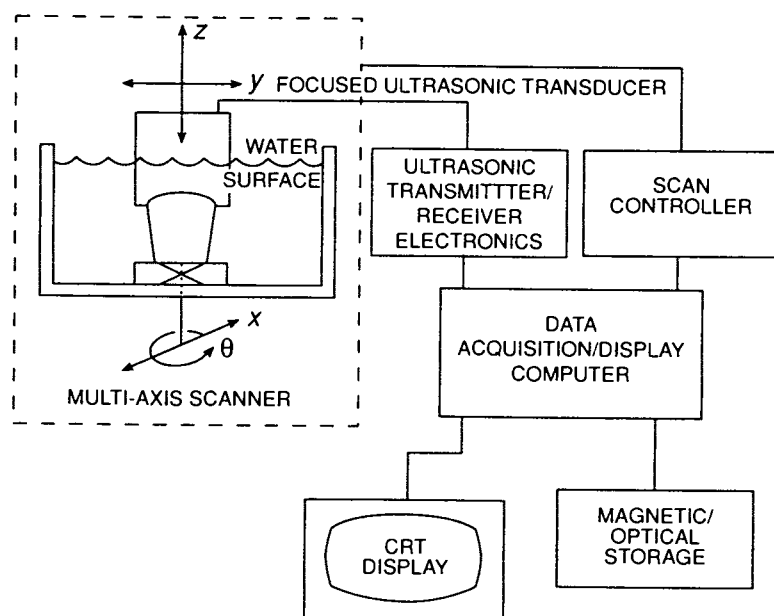 z
y
FOCUSED ULTRASONIC TRANSDUCER
WATER
SURFACE
ULTRASONIC
TRANSMITTTER/
RECEIVER
ELECTRONICS
SCAN
CONTROLLER
x
θ
MULTI-AXIS SCANNER
DATA
ACQUISITION/DISPLAY
COMPUTER
CRT
DISPLAY
MAGNETIC/
OPTICAL
STORAGE